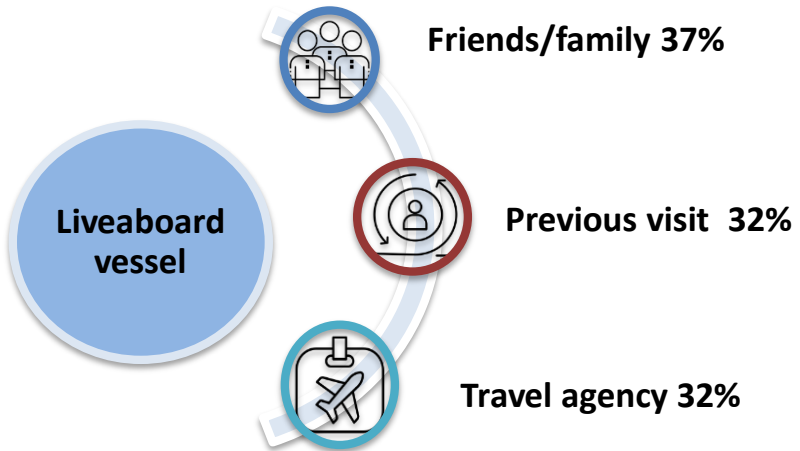 Friends/family 37%
Liveaboard
vessel
Previous visit  32%
Travel agency 32%